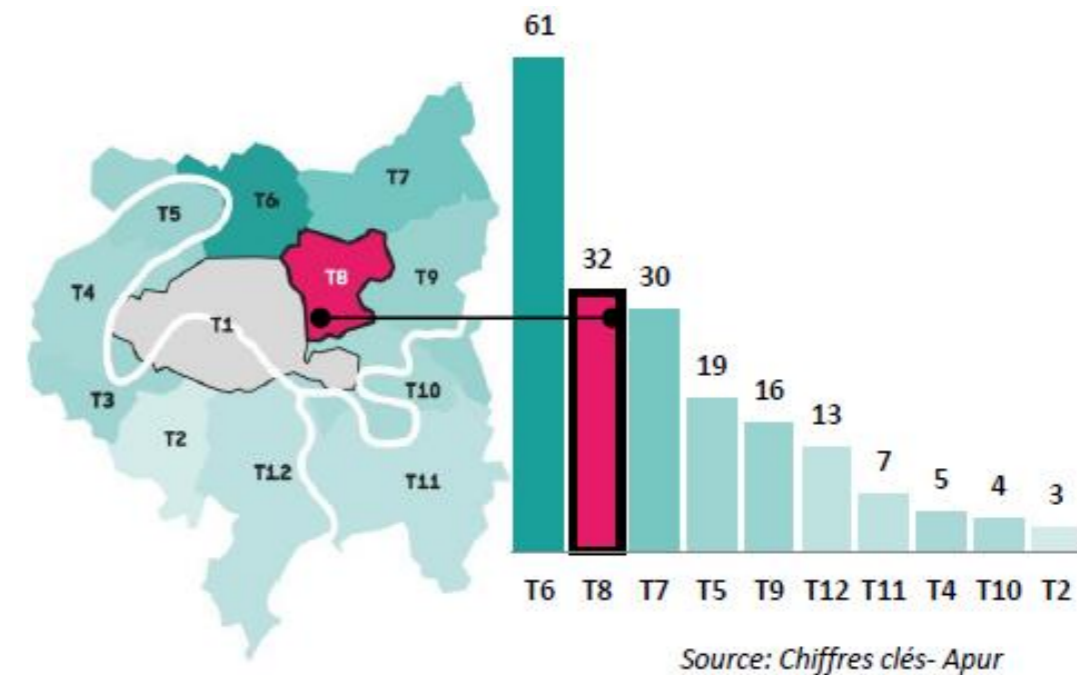 61
32
30
19
16
13
7
5
4
3
T7
T6
T5
T8
T9
T4
T1
T10
T3
T2
T12
T11
T6 T8 T7 T5 T9 T12 T11 T4 T10 T2
Source: Chiffres clés- Apur